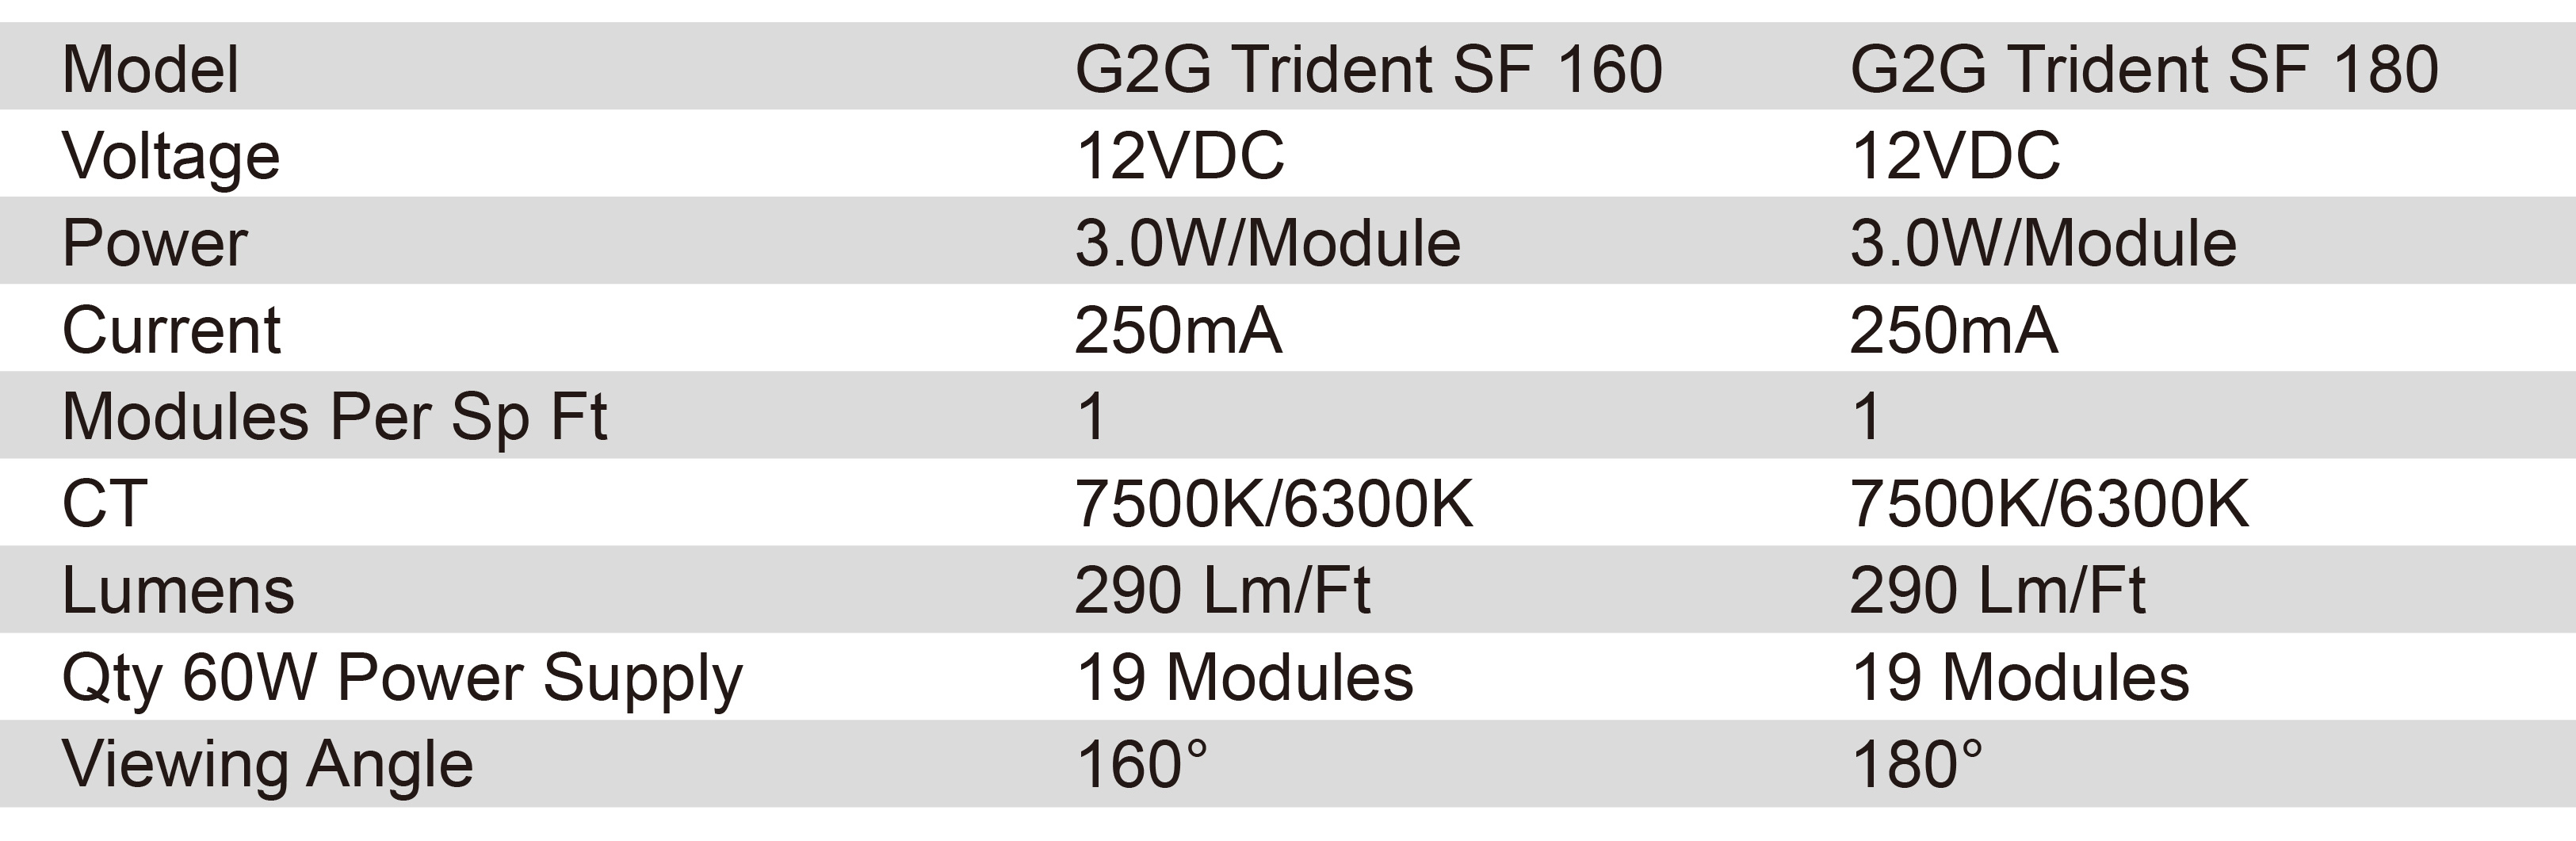 Model G2G Trident SF 160 G2G Trident SF 180
Voltage 12VDC 12VDC
Power 3.0W/Module 3.0W/Module
Current 250mA 250mA
Modules Per Sp Ft 1 1
CT 7500K/6300K 7500K/6300K
Lumens 290 Lm/Ft 290 Lm/Ft
Qty 60W Power Supply 19 Modules 19 Modules
Viewing Angle 160° 180°